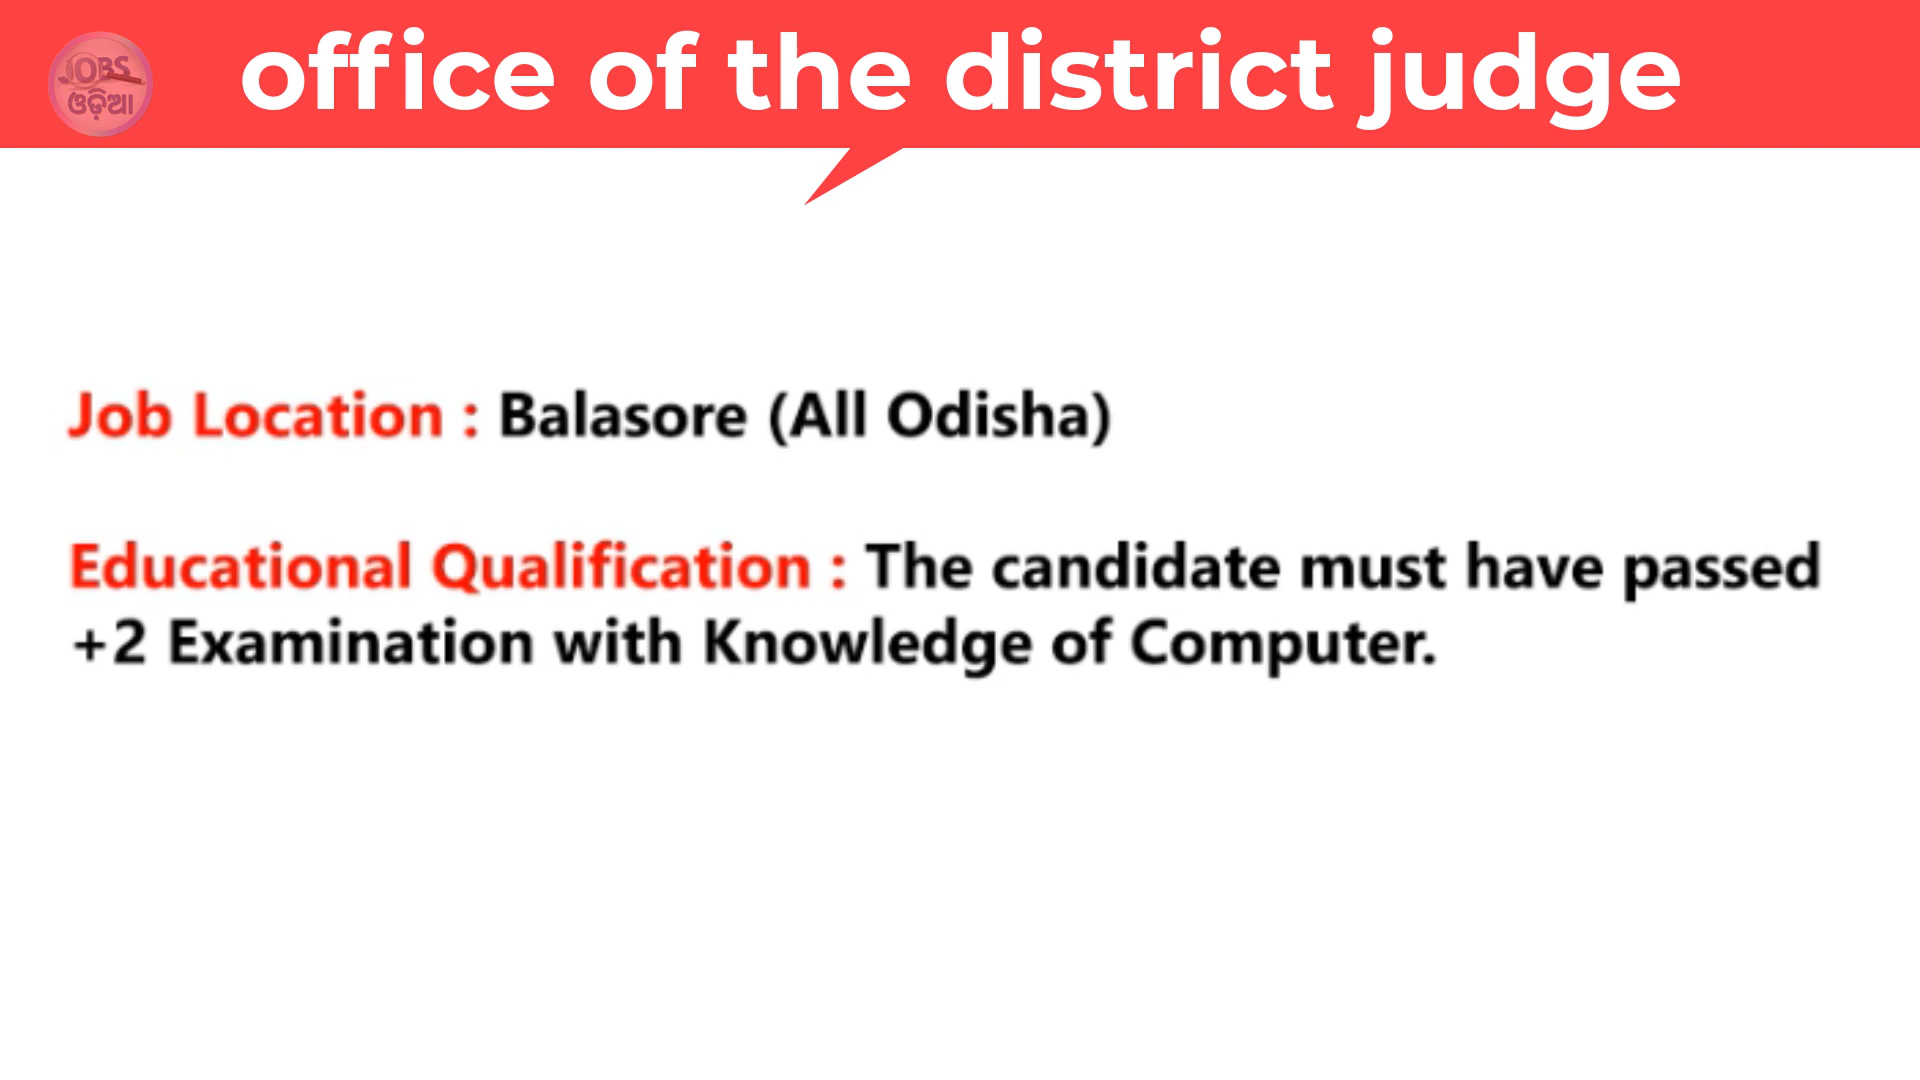 JOBS
ଓଡ଼ିଆ
office of the district judge
Job Location : Balasore (All Odisha)
Educational Qualification : The candidate must have passed
+2 Examination with Knowledge of Computer.